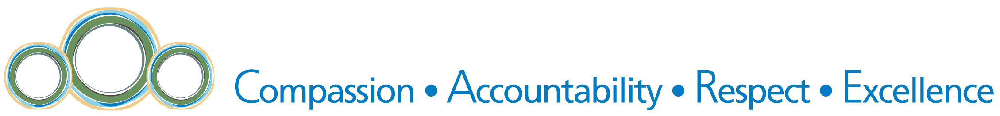 Compassion • Accountability • Respect • Excellence